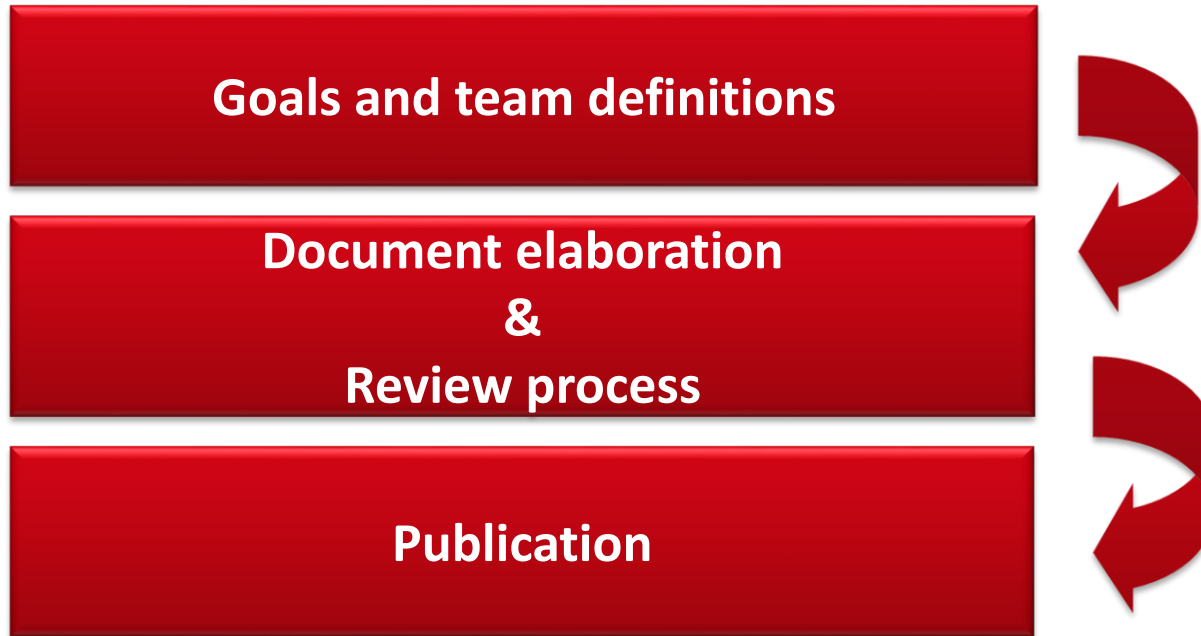 Goals and team definitions
Document elaboration
&
Review process
Publication